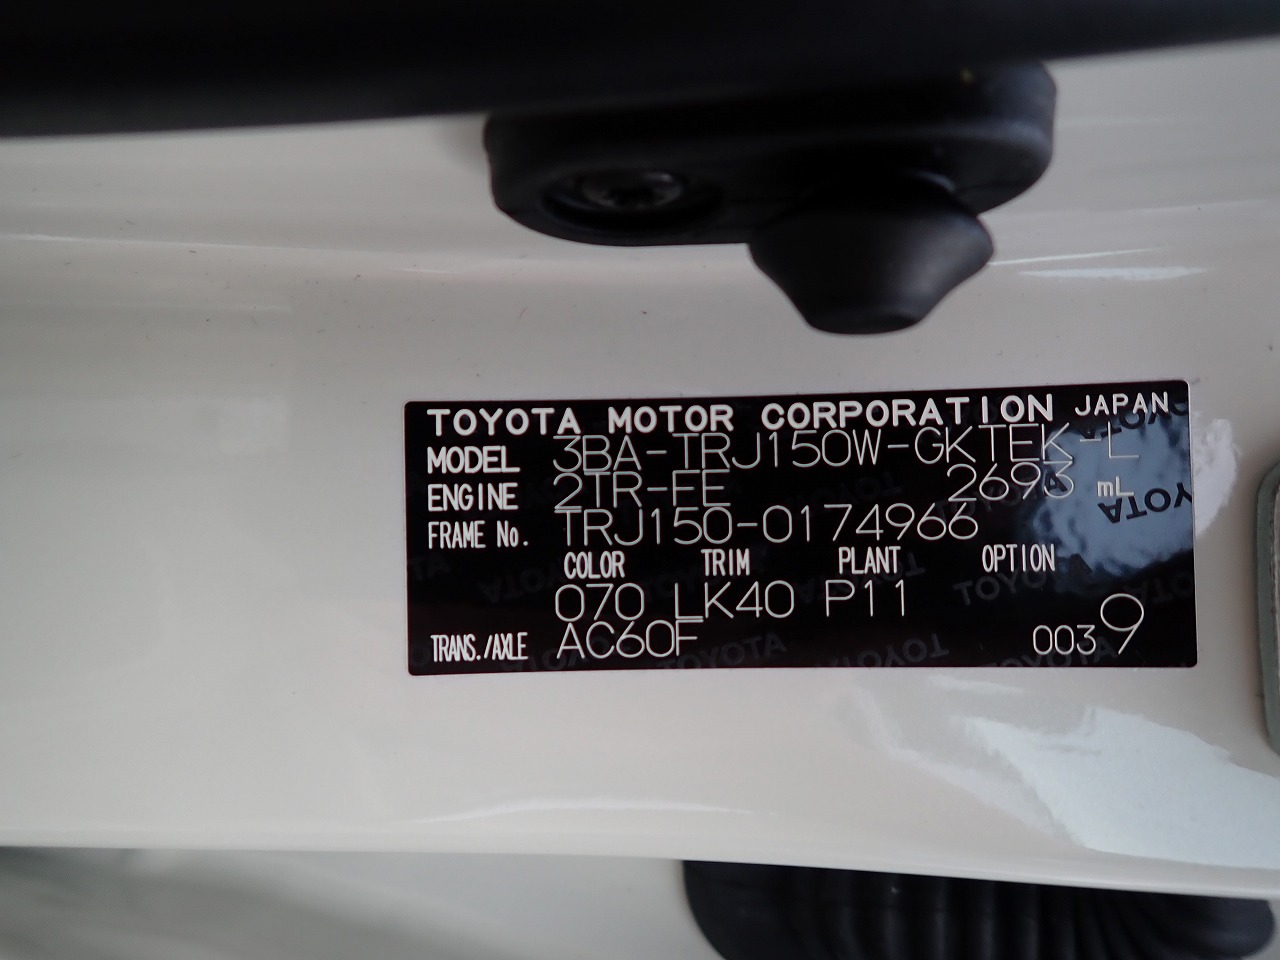 TOYOTA MOTOR CORPORATION JAPAN
MODEL 3BA-TRJ150W-GKTEK-L
ENGINE 2TR-FE 2693 mL
FRAME No. TRJ150-0174966
COLOR TRIM PLANT OPTION
070 LK40 P11
TRANS./AXLE AC60F 0039